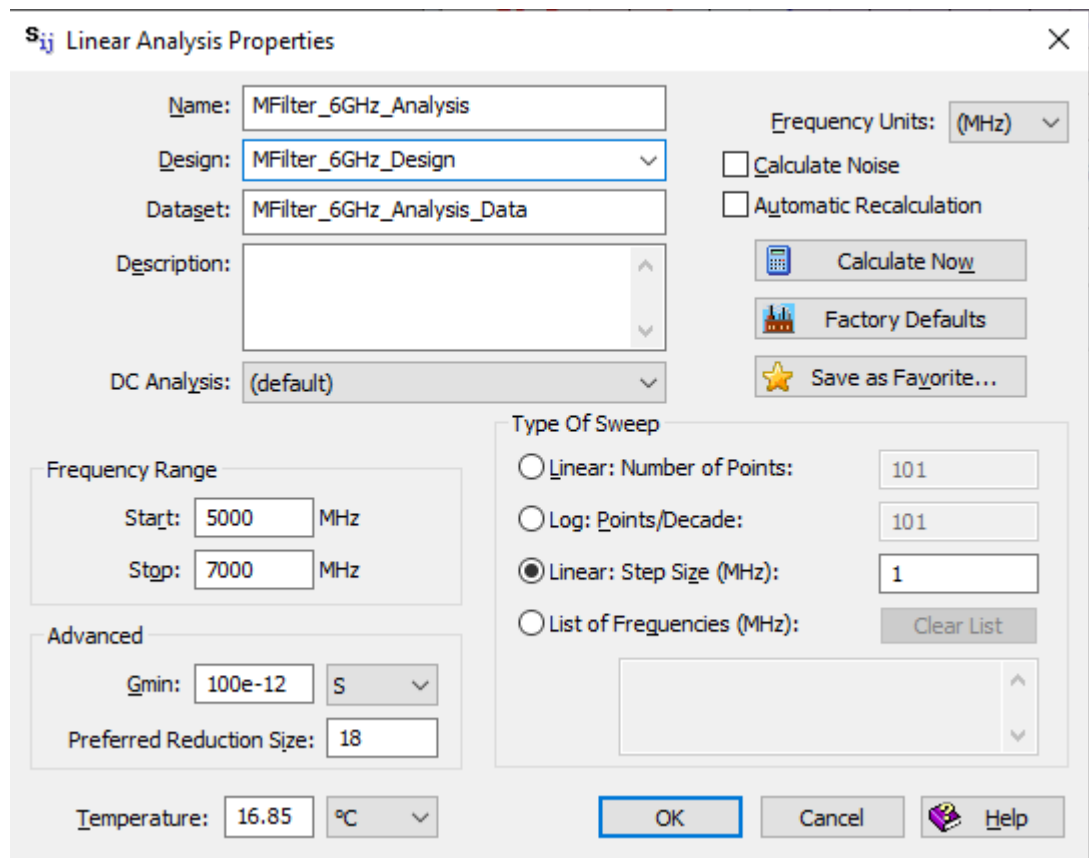 Sij Linear Analysis Properties
Name: MFilter_6GHz_Analysis
Design: MFilter_6GHz_Design
Dataset: MFilter_6GHz_Analysis_Data
Description:
DC Analysis: (default)
Frequency Units: (MHz)
Calculate Noise
Automatic Recalculation
Calculate Now
Factory Defaults
Save as Favorite...
Frequency Range
Start: 5000 MHz
Stop: 7000 MHz
Type Of Sweep
Linear: Number of Points: 101
Log: Points/Decade: 101
Linear: Step Size (MHz): 1
List of Frequencies (MHz): Clear List
Advanced
Gmin: 100e-12 S
Preferred Reduction Size: 18
Temperature: 16.85 °C
OK Cancel Help